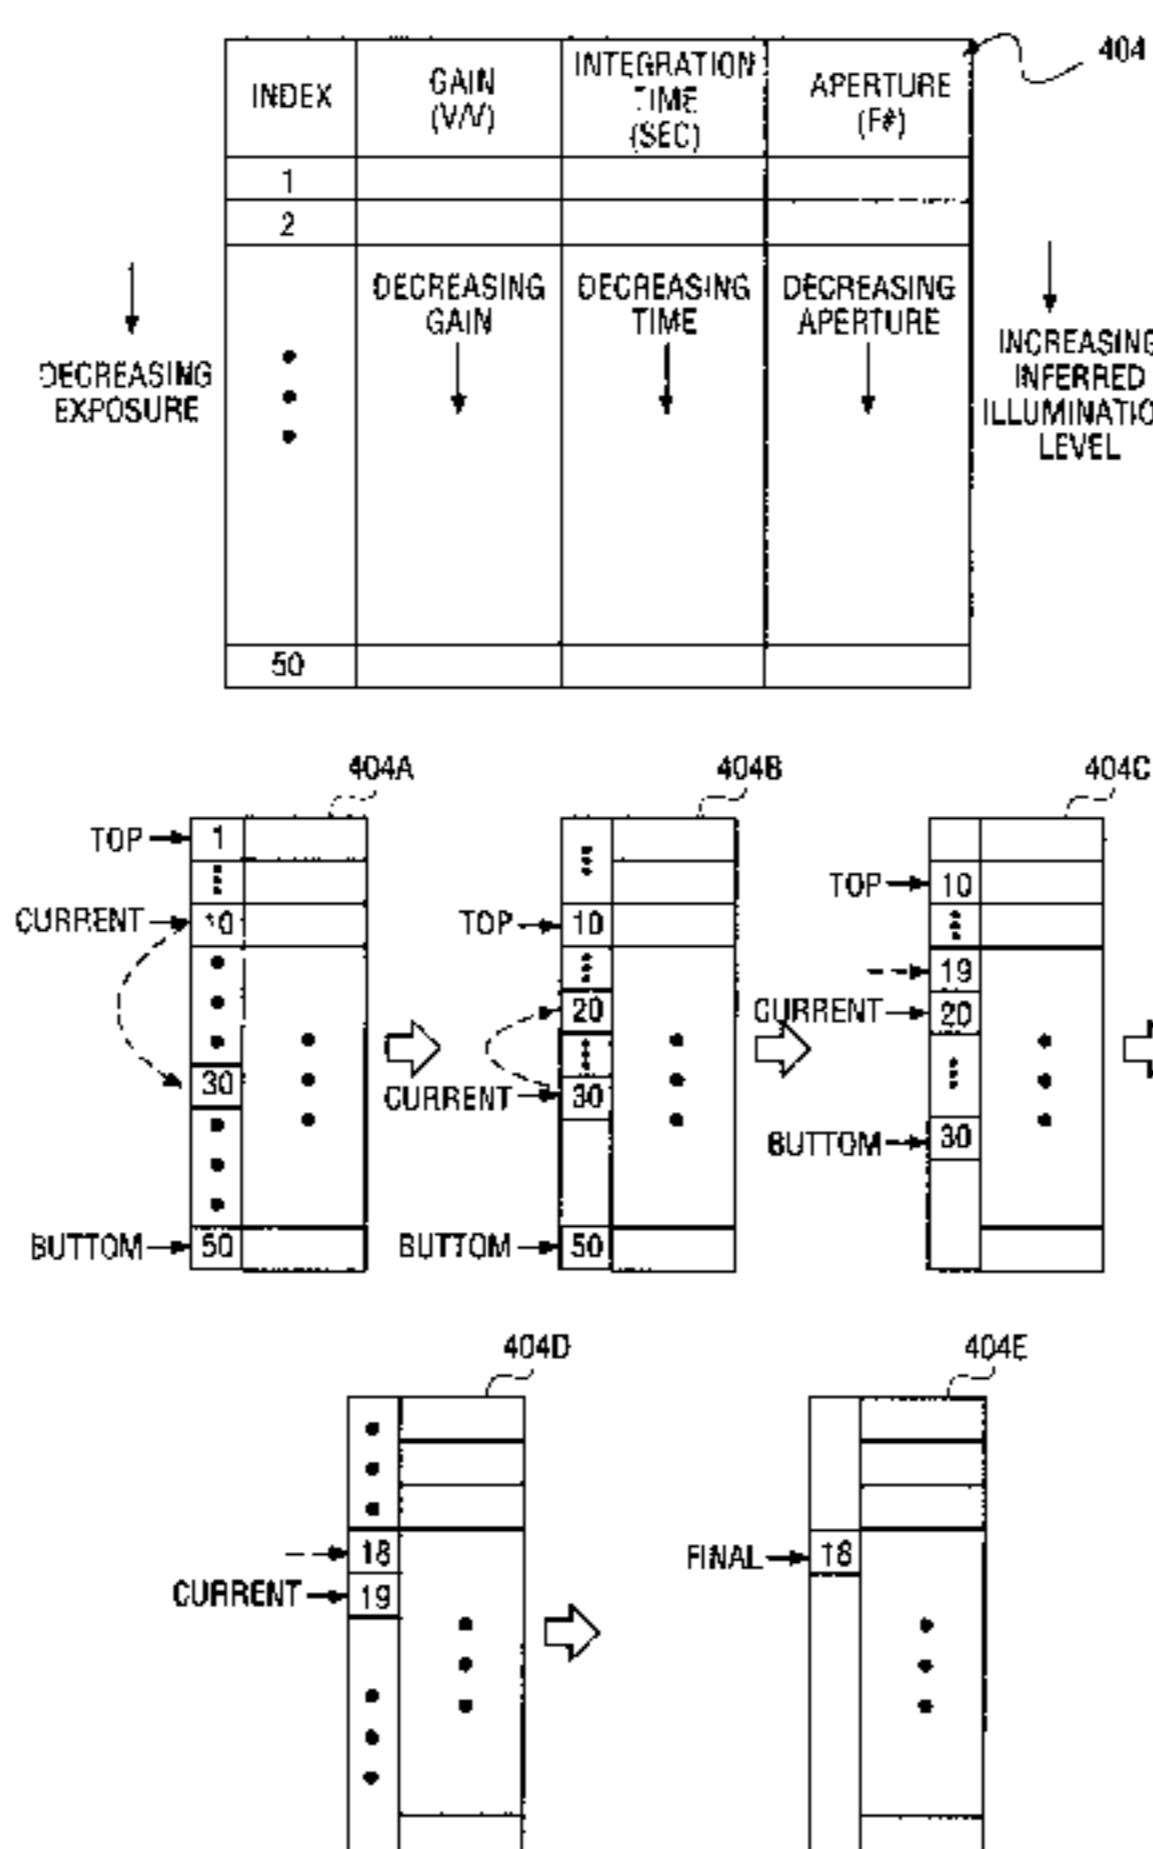 404
INDEX
GAIN
(V/V)
INTEGRATION
TIME
(SEC)
APERTURE
(F#)
1
2
DECREASING
EXPOSURE
DECREASING
GAIN
DECREASING
TIME
DECREASING
APERTURE
INCREASING
INFERRED
ILLUMINATIO
LEVEL
50
404A
TOP
1
CURRENT
10
30
BUTTOM
50
404B
TOP
10
20
CURRENT
30
BUTTOM
50
404C
TOP
10
19
CURRENT
20
BUTTOM
30
404D
18
CURRENT
19
404E
FINAL
18